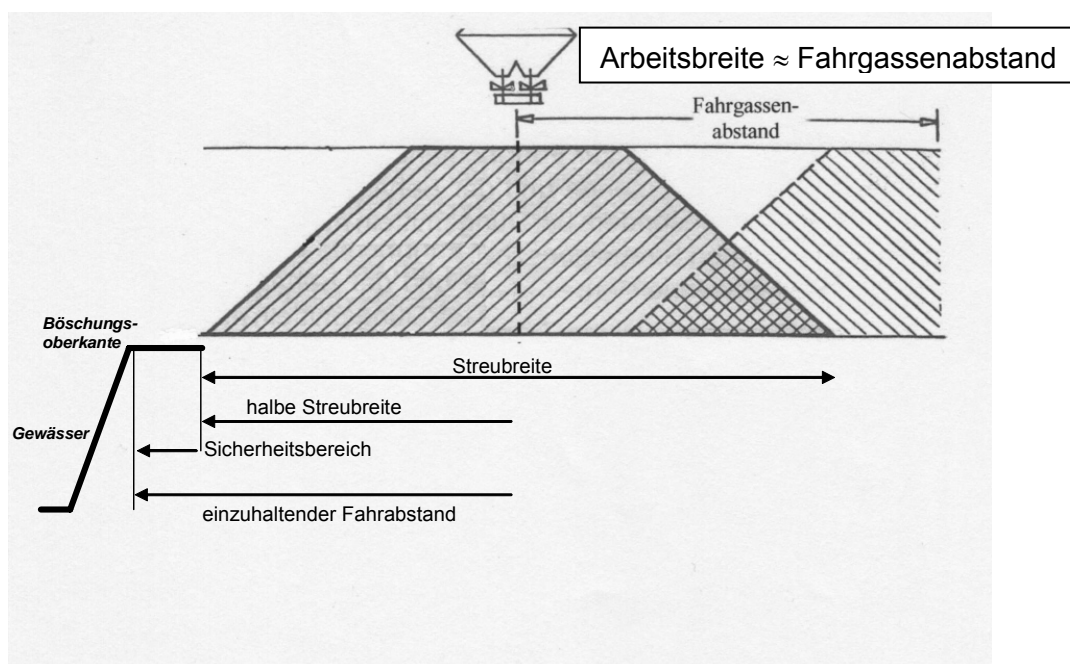 Arbeitsbreite ≈ Fahrgassenabstand
Fahrgassen-
abstand
Böschungs-
oberkante
Streubreite
halbe Streubreite
Gewässer
Sicherheitsbereich
einzuhaltender Fahrabstand